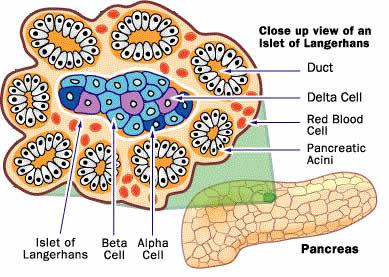 Close up view of an
Islet of Langerhans
Duct
Delta Cell
Red Blood
Cell
Pancreatic
Acini
Islet of
Langerhans
Beta
Cell
Alpha
Cell
Pancreas